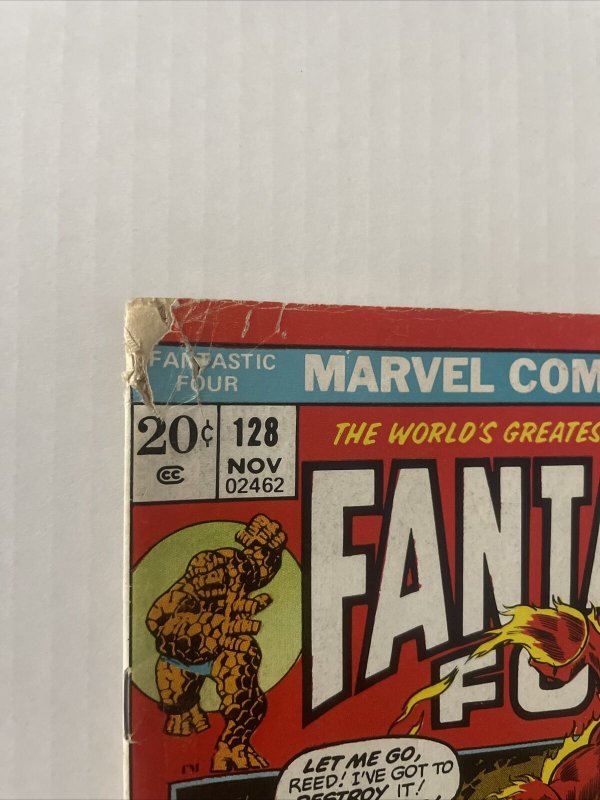 FANTASTIC
FOUR
MARVEL COM
20¢
128
CC
NOV
02462
THE WORLD'S GREATES
FANTA
FOU
LET ME GO,
REED! I'VE GOT TO
DESTROY IT!